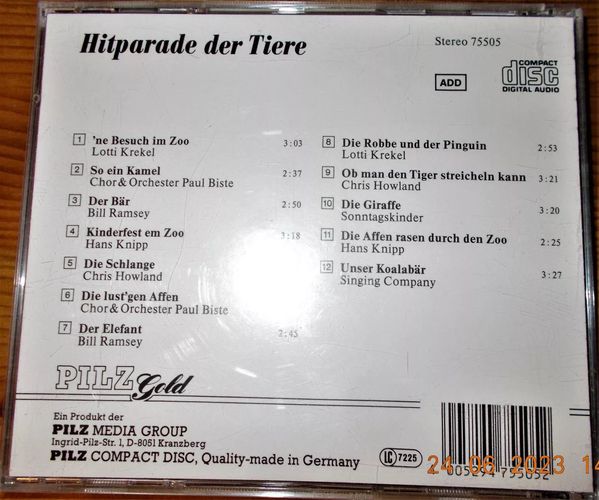 Hitparade der Tiere
Stereo 75505
ADD
COMPACT
disc
DIGITAL AUDIO
1 'ne Besuch im Zoo 3:03
Lotti Krekel
2 So ein Kamel 2:37
Chor & Orchester Paul Biste
3 Der Bär 2:50
Bill Ramsey
4 Kinderfest em Zoo 3:18
Hans Knipp
5 Die Schlange
Chris Howland
6 Die lust'gen Affen
Chor & Orchester Paul Biste
7 Der Elefant 2:45
Bill Ramsey
8 Die Robbe und der Pinguin 2:53
Lotti Krekel
9 Ob man den Tiger streicheln kann 3:21
Chris Howland
10 Die Giraffe 3:20
Sonntagskinder
11 Die Affen rasen durch den Zoo 2:25
Hans Knipp
12 Unser Koalabär 3:27
Singing Company
PILZ Gold
Ein Produkt der
PILZ MEDIA GROUP
Ingrid-Pilz-Str. 1, D-8051 Kranzberg
PILZ COMPACT DISC, Quality-made in Germany
LC 7225
24-06-2023 14